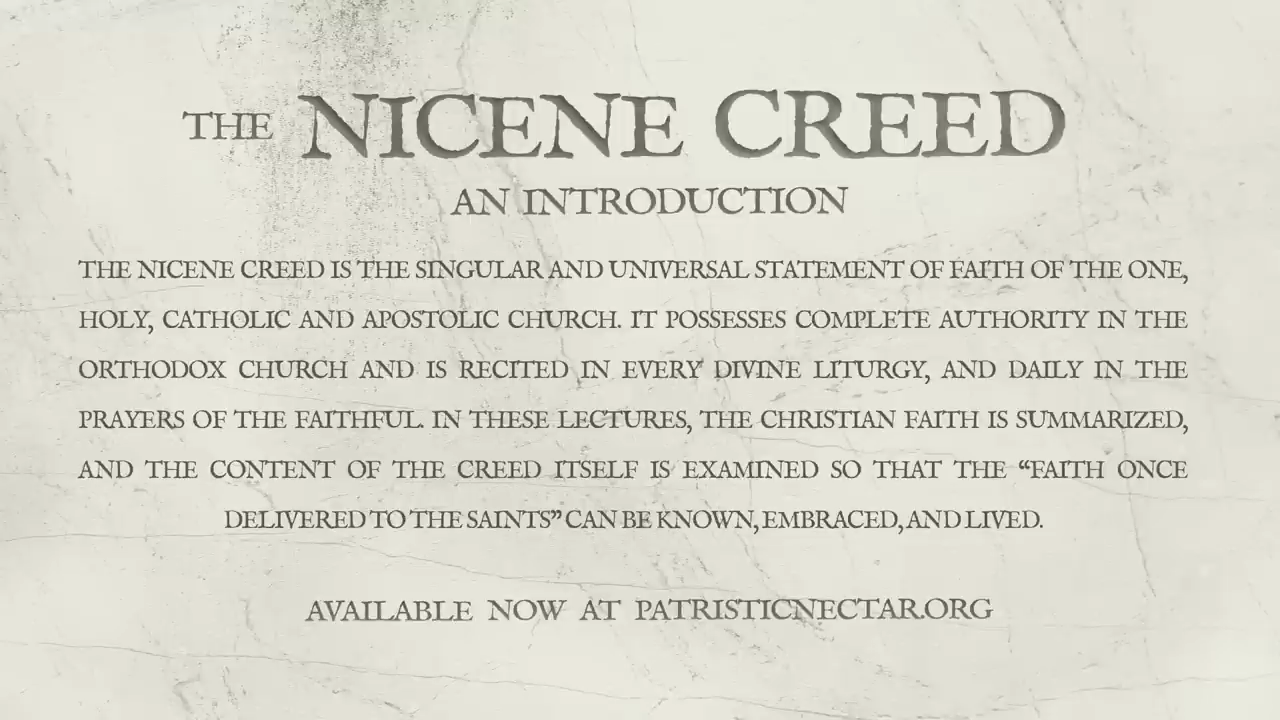 THE NICENE CREED
AN INTRODUCTION
THE NICENE CREED IS THE SINGULAR AND UNIVERSAL STATEMENT OF FAITH OF THE ONE,
HOLY, CATHOLIC AND APOSTOLIC CHURCH. IT POSSESSES COMPLETE AUTHORITY IN THE
ORTHODOX CHURCH AND IS RECITED IN EVERY DIVINE LITURGY, AND DAILY IN THE
PRAYERS OF THE FAITHFUL. IN THESE LECTURES, THE CHRISTIAN FAITH IS SUMMARIZED,
AND THE CONTENT OF THE CREED ITSELF IS EXAMINED SO THAT THE “FAITH ONCE
DELIVERED TO THE SAINTS” CAN BE KNOWN, EMBRACED, AND LIVED.
AVAILABLE NOW AT PATRISTICNECTAR.ORG